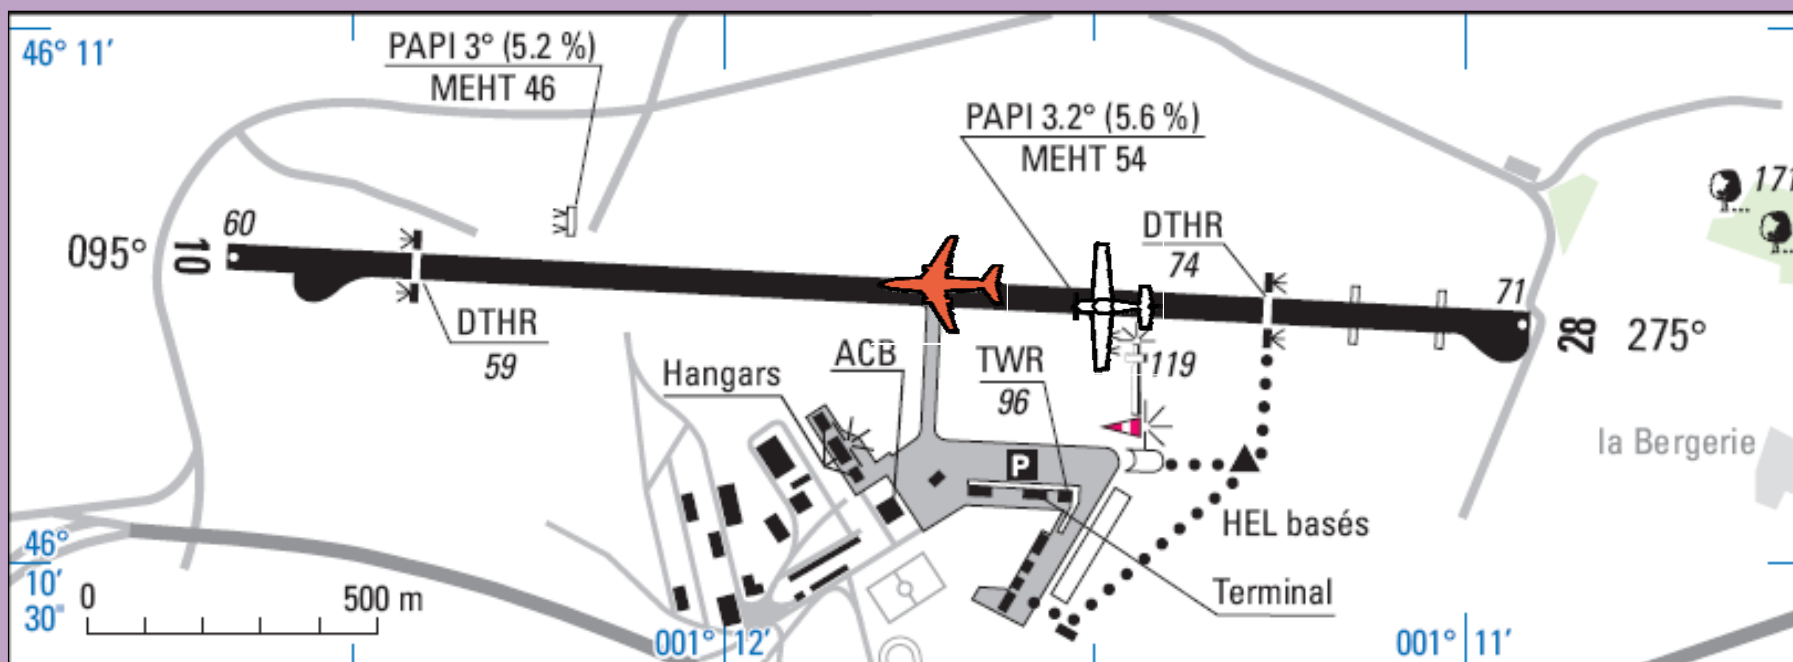 46° 11′
PAPI 3° (5.2 %)
MEHT 46
PAPI 3.2° (5.6 %)
MEHT 54
171
60
095°
10
DTHR
74
71
28
275°
DTHR
59
Hangars
ACB
TWR
96
119
P
la Bergerie
HEL basés
Terminal
46°
10′
30"
0
500 m
001° 12′
001° 11′